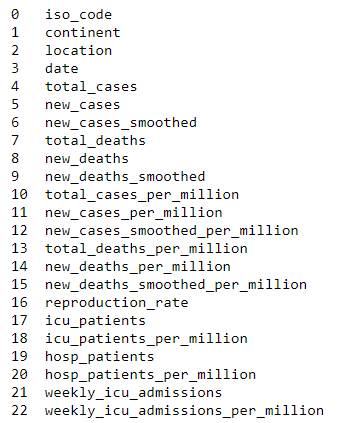 0 iso_code
1 continent
2 location
3 date
4 total_cases
5 new_cases
6 new_cases_smoothed
7 total_deaths
8 new_deaths
9 new_deaths_smoothed
10 total_cases_per_million
11 new_cases_per_million
12 new_cases_smoothed_per_million
13 total_deaths_per_million
14 new_deaths_per_million
15 new_deaths_smoothed_per_million
16 reproduction_rate
17 icu_patients
18 icu_patients_per_million
19 hosp_patients
20 hosp_patients_per_million
21 weekly_icu_admissions
22 weekly_icu_admissions_per_million